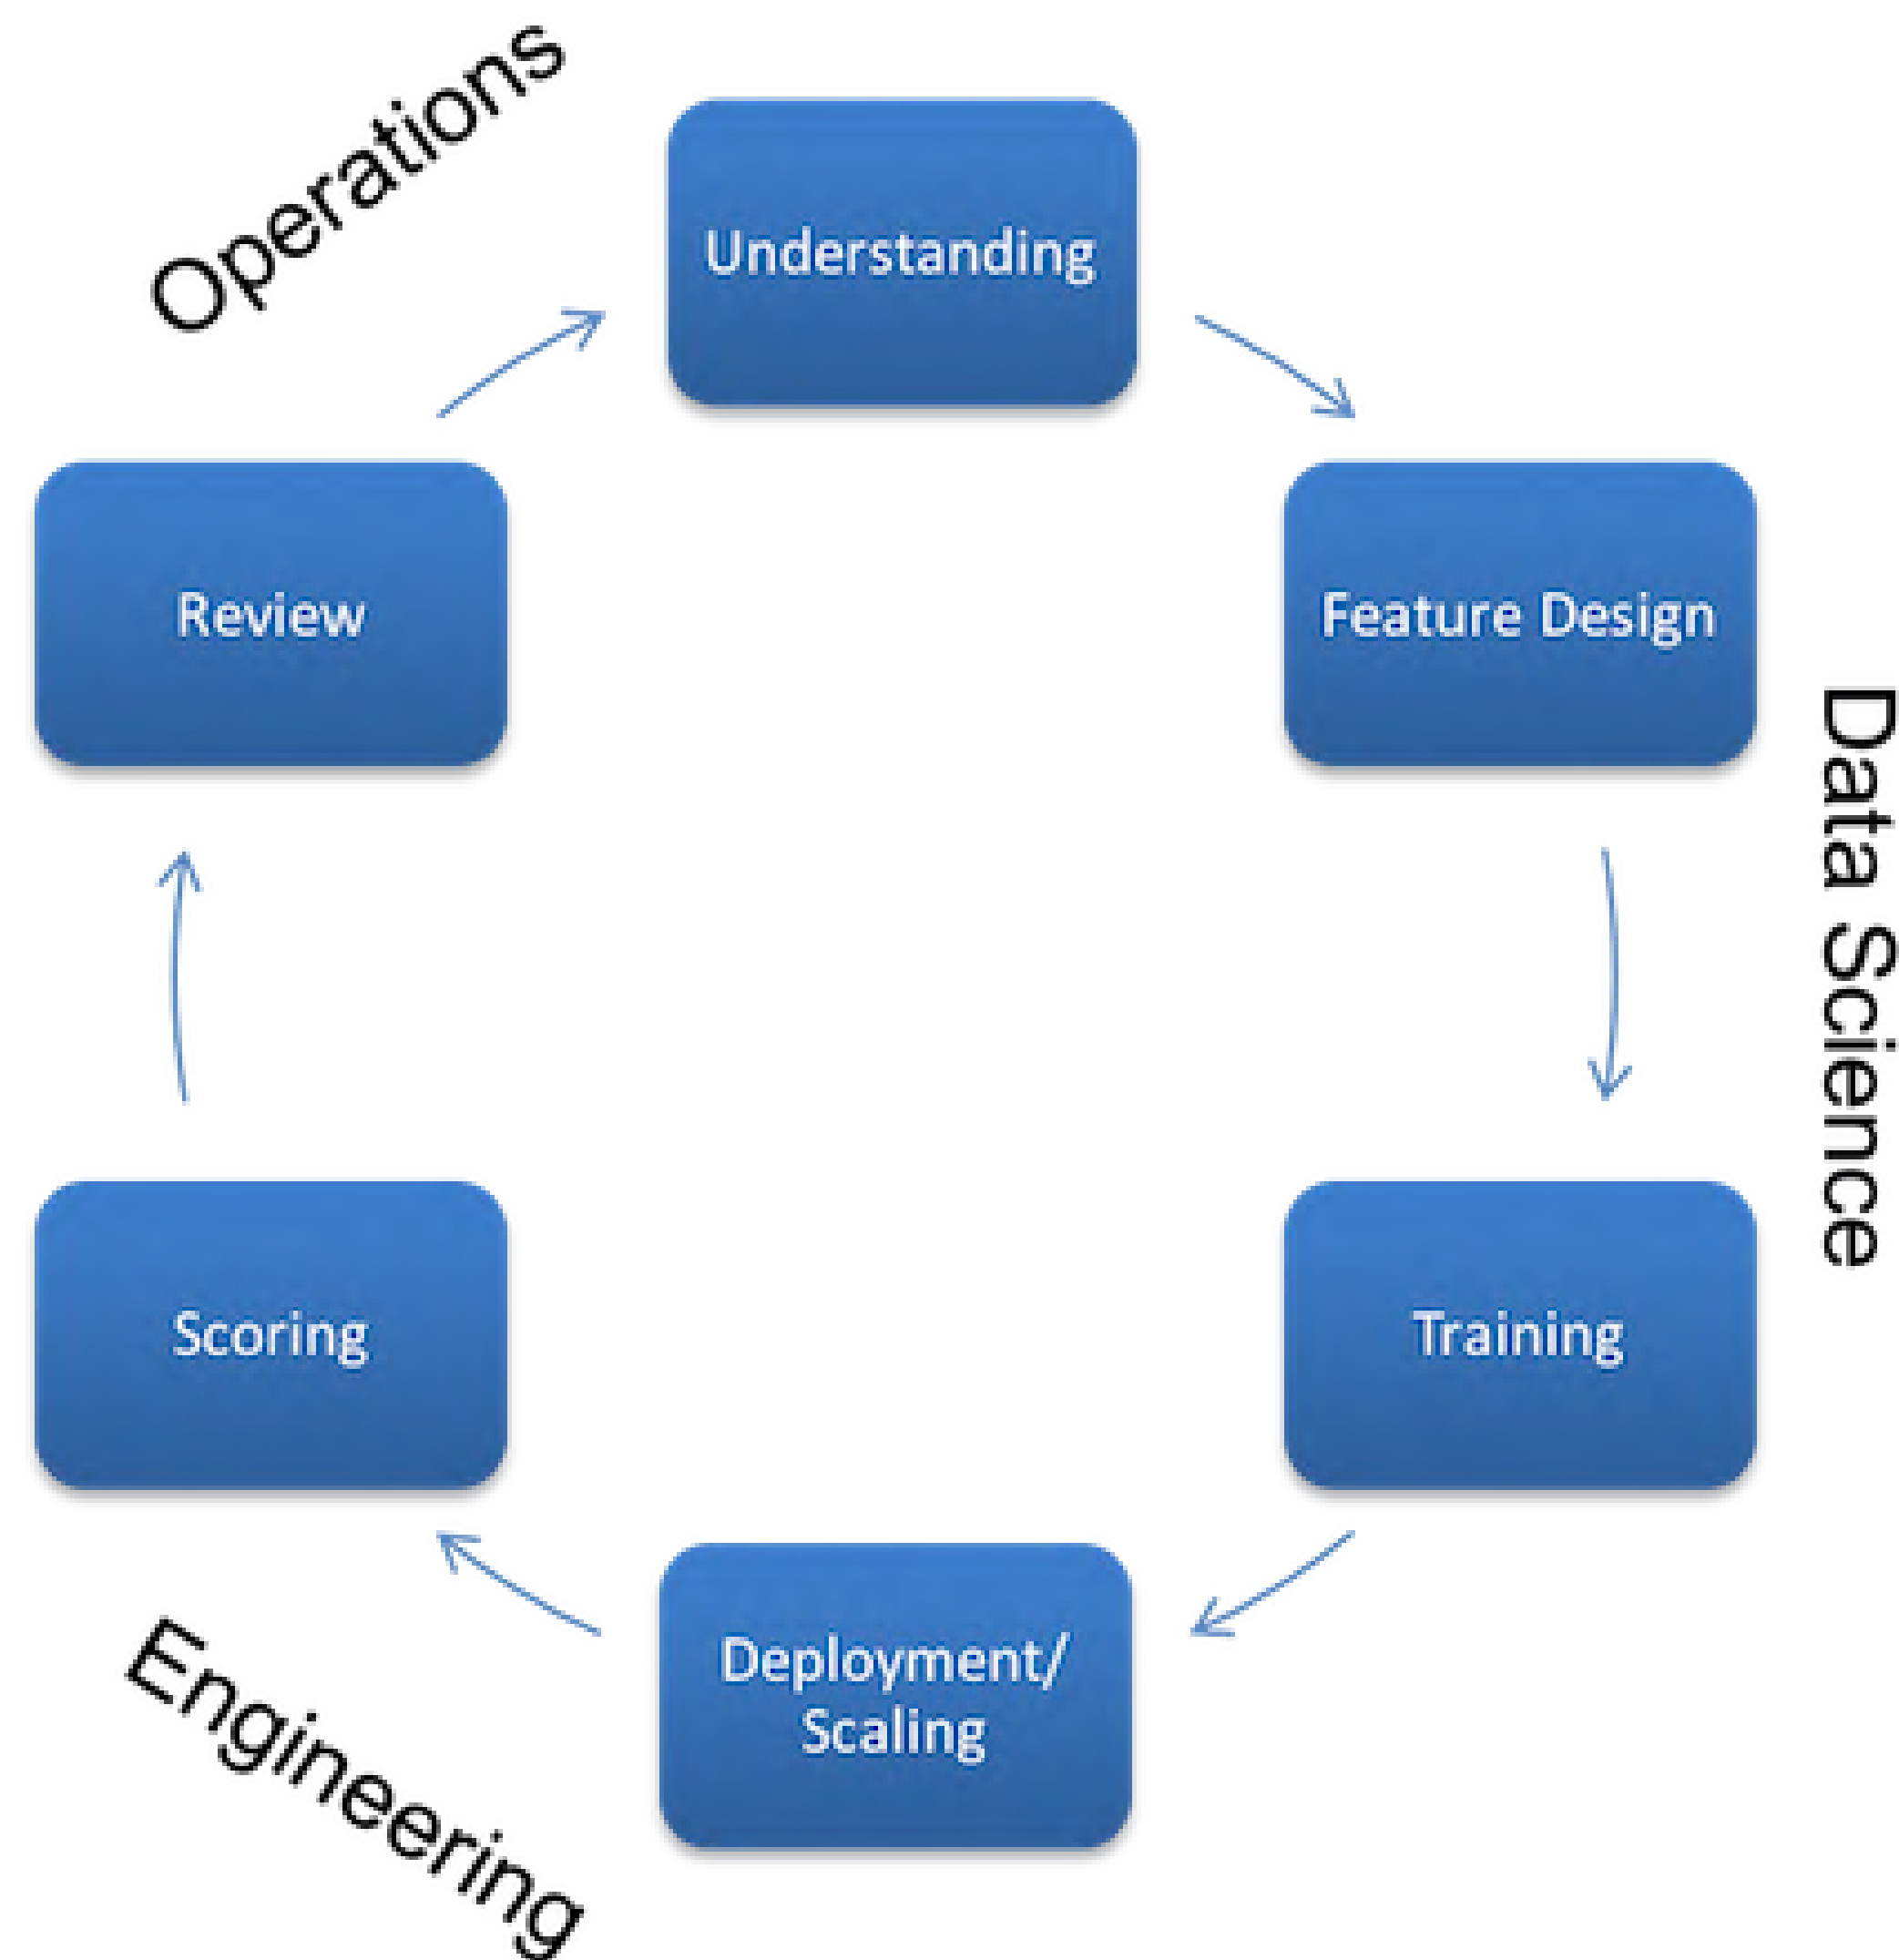 Operations
Understanding
Review
Feature Design
Data Science
Scoring
Training
Deployment/
Scaling
Engineering